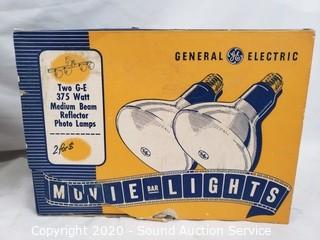 GENERAL GE ELECTRIC
Two G-E
375 Watt
Medium Beam
Reflector
Photo Lamps
2 for $
MOVIE BAR LIGHTS
Copyright 2020 - Sound Auction Service